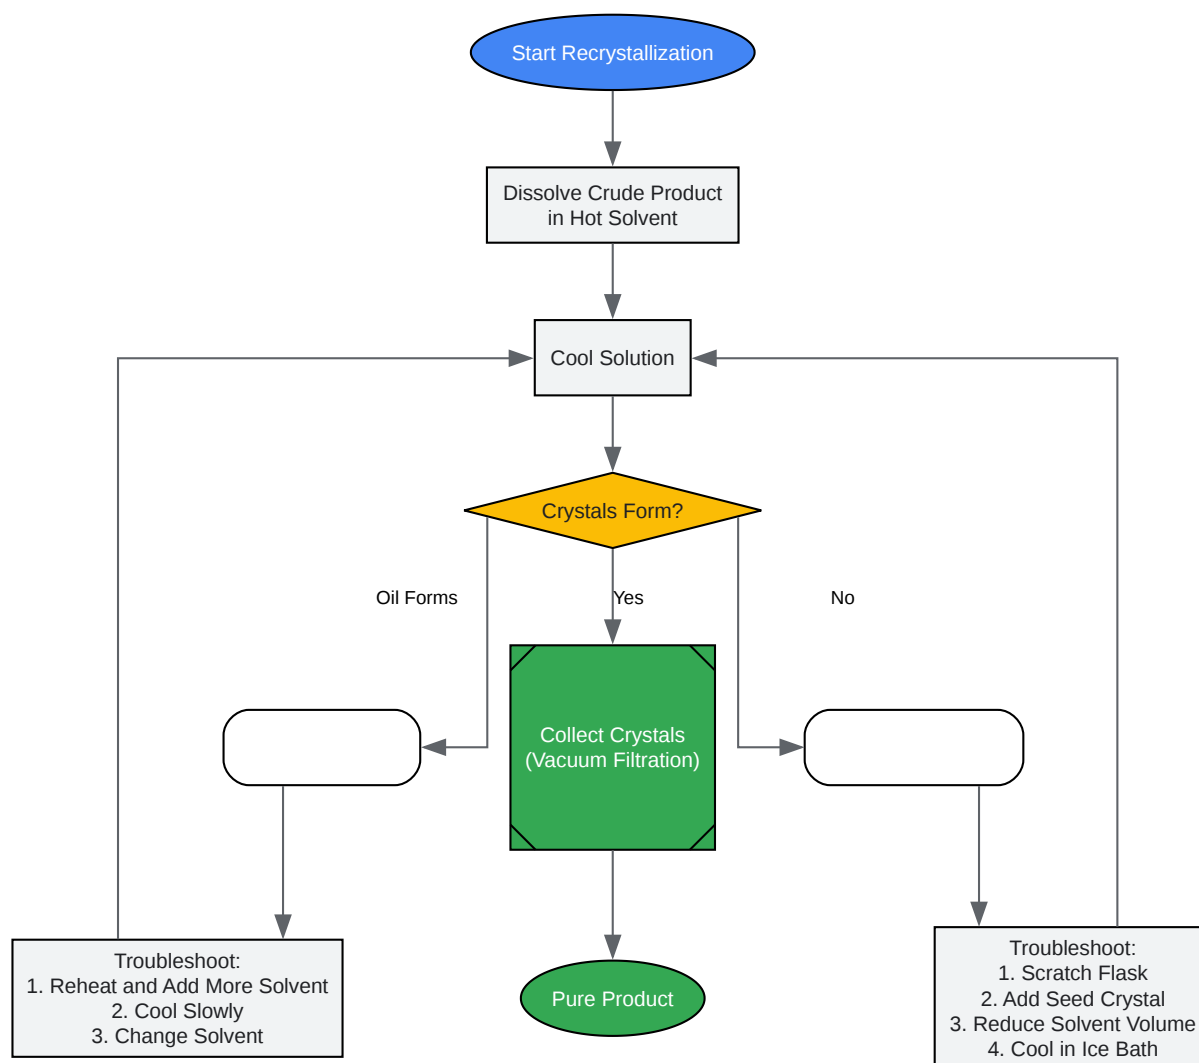 Start Recrystallization
Dissolve Crude Product
in Hot Solvent
Cool Solution
Crystals Form?
Oil Forms
Yes
No
Collect Crystals
(Vacuum Filtration)
Troubleshoot:
1. Reheat and Add More Solvent
2. Cool Slowly
3. Change Solvent
Pure Product
Troubleshoot:
1. Scratch Flask
2. Add Seed Crystal
3. Reduce Solvent Volume
4. Cool in Ice Bath